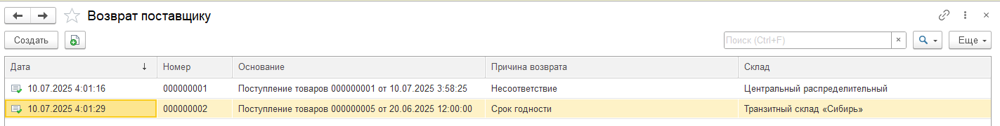 Возврат поставщику
Создать Поиск (Ctrl+F) × Еще
Дата ↓ Номер Основание Причина возврата Склад
10.07.2025 4:01:16 000000001 Поступление товаров 000000001 от 10.07.2025 3:58:25 Несоответствие Центральный распределительный
10.07.2025 4:01:29 000000002 Поступление товаров 000000005 от 20.06.2025 12:00:00 Срок годности Транзитный склад «Сибирь»